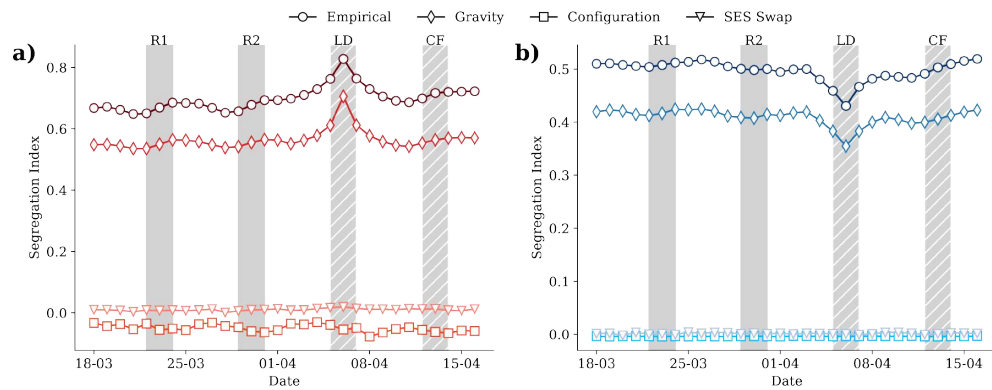 Empirical Gravity Configuration SES Swap
a) R1 R2 LD CF
0.8
0.6
0.4
0.2
0.0
Segregation Index
18-03 25-03 01-04 08-04 15-04
Date
b) R1 R2 LD CF
0.5
0.4
0.3
0.2
0.1
0.0
Segregation Index
18-03 25-03 01-04 08-04 15-04
Date